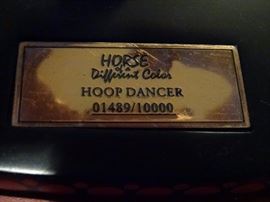 HORSE
of a
Different Color
HOOP DANCER
01489/10000